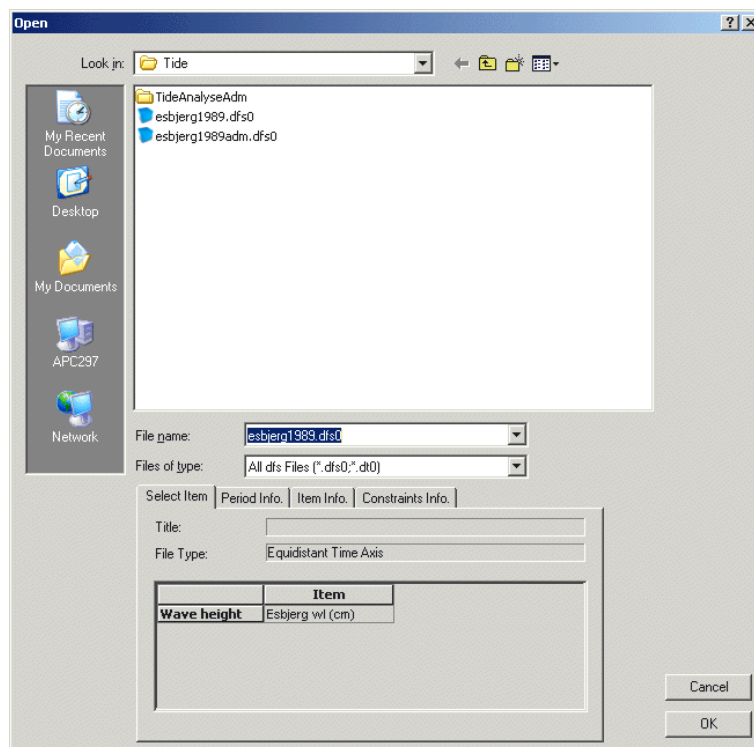 Open
Look in: Tide
TideAnalyseAdm
esbjerg1989.dfs0
esbjerg1989adm.dfs0
My Recent
Documents
Desktop
My Documents
APC297
Network
File name: esbjerg1989.dfs0
Files of type: All dfs Files (*.dfs0;*.dt0)
Select Item Period Info. Item Info. Constraints Info.
Title:
File Type: Equidistant Time Axis
Item
Wave height Esbjerg wl (cm)
Cancel
OK